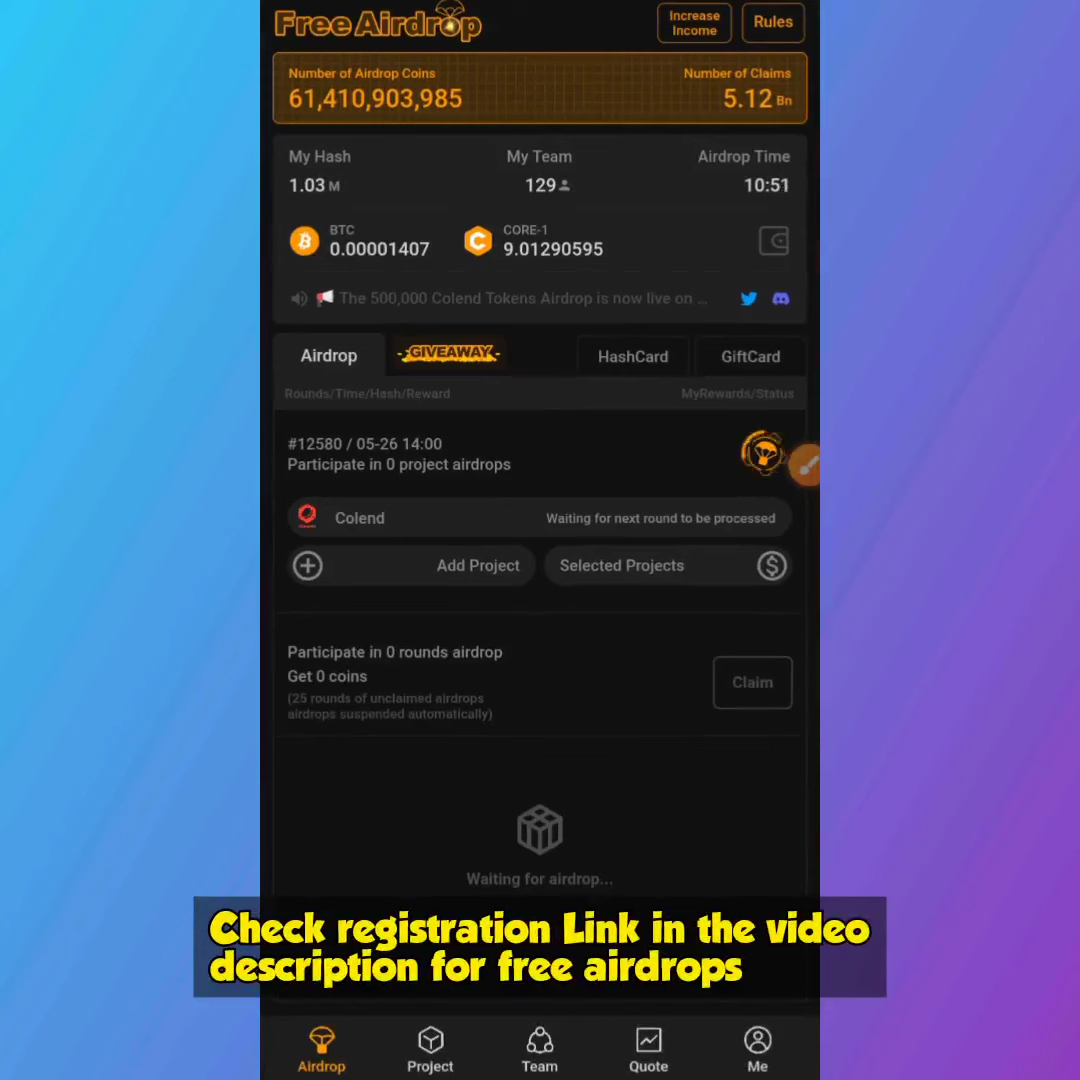 Free Airdrop
Increase
Income
Rules
Number of Airdrop Coins
Number of Claims
61,410,903,985
5.12 Bn
My Hash
My Team
Airdrop Time
1.03 M
129
10:51
BTC
0.00001407
CORE-1
9.01290595
The 500,000 Colend Tokens Airdrop is now live on ...
Airdrop
GIVEAWAY
HashCard
GiftCard
Rounds/Time/Hash/Reward
MyRewards/Status
#12580 / 05-26 14:00
Participate in 0 project airdrops
Colend
Waiting for next round to be processed
Add Project
Selected Projects
Participate in 0 rounds airdrop
Get 0 coins
(25 rounds of unclaimed airdrops
airdrops suspended automatically)
Claim
Waiting for airdrop...
Check registration Link in the video
description for free airdrops
Airdrop
Project
Team
Quote
Me